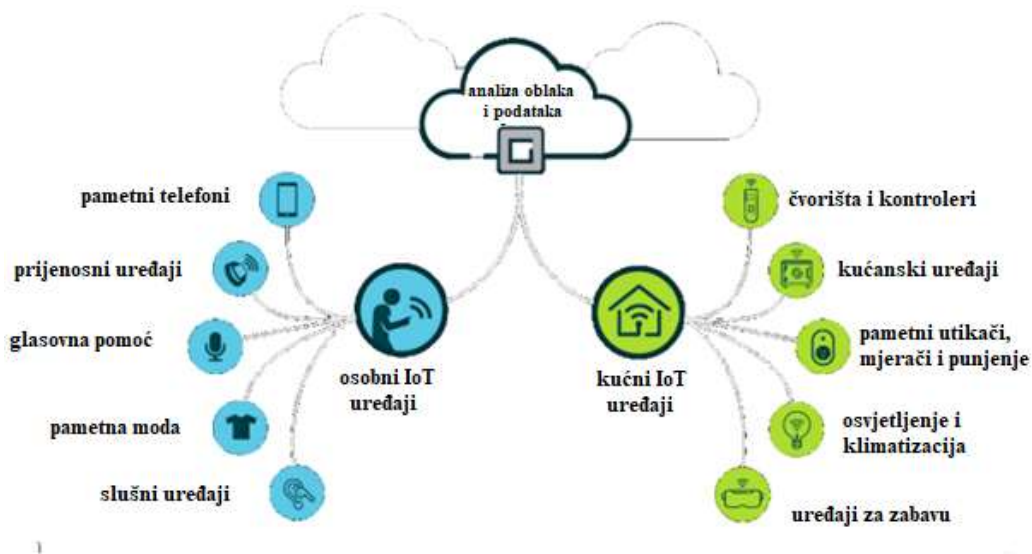 analiza oblaka
i podataka
pametni telefoni
prijenosni uređaji
glasovna pomoć
pametna moda
slušni uređaji
osobni IoT
uređaji
kućni IoT
uređaji
čvorišta i kontroleri
kućanski uređaji
pametni utikači,
mjerači i punjenje
osvjetljenje i
klimatizacija
uređaji za zabavu